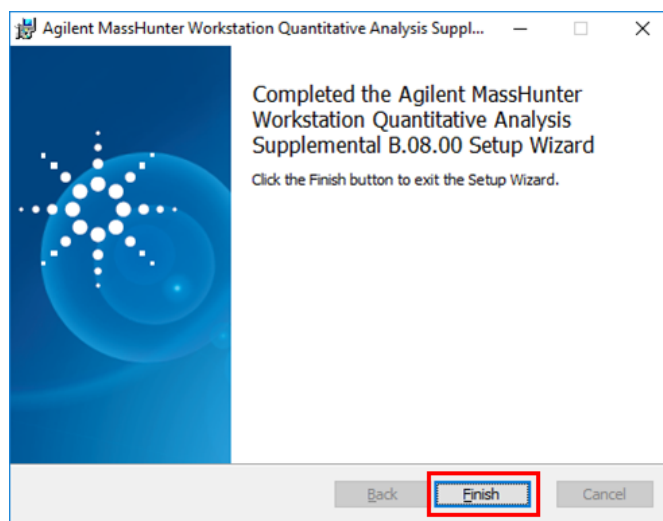 Agilent MassHunter Workstation Quantitative Analysis Suppl...
Completed the Agilent MassHunter
Workstation Quantitative Analysis
Supplemental B.08.00 Setup Wizard
Click the Finish button to exit the Setup Wizard.
Back Finish Cancel